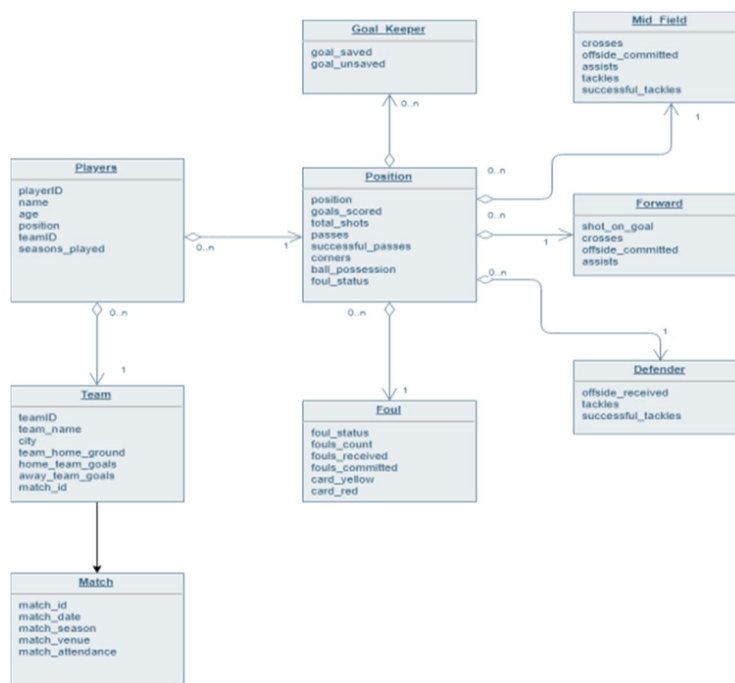 Goal_Keeper
goal_saved
goal_unsaved
0..n
Mid_Field
crosses
offside_committed
assists
tackles
successful_tackles
1
Players
playerID
name
age
position
teamID
seasons_played
0..n
1
Position
position
goals_scored
total_shots
passes
successful_passes
corners
ball_possession
foul_status
0..n
0..n
1
Forward
shot_on_goal
crosses
offside_committed
assists
0..n
1
Defender
offside_received
tackles
successful_tackles
0..n
1
Team
teamID
team_name
city
team_home_ground
home_team_goals
away_team_goals
match_id
0..n
1
Foul
foul_status
fouls_count
fouls_received
fouls_committed
card_yellow
card_red
Match
match_id
match_date
match_season
match_venue
match_attendance